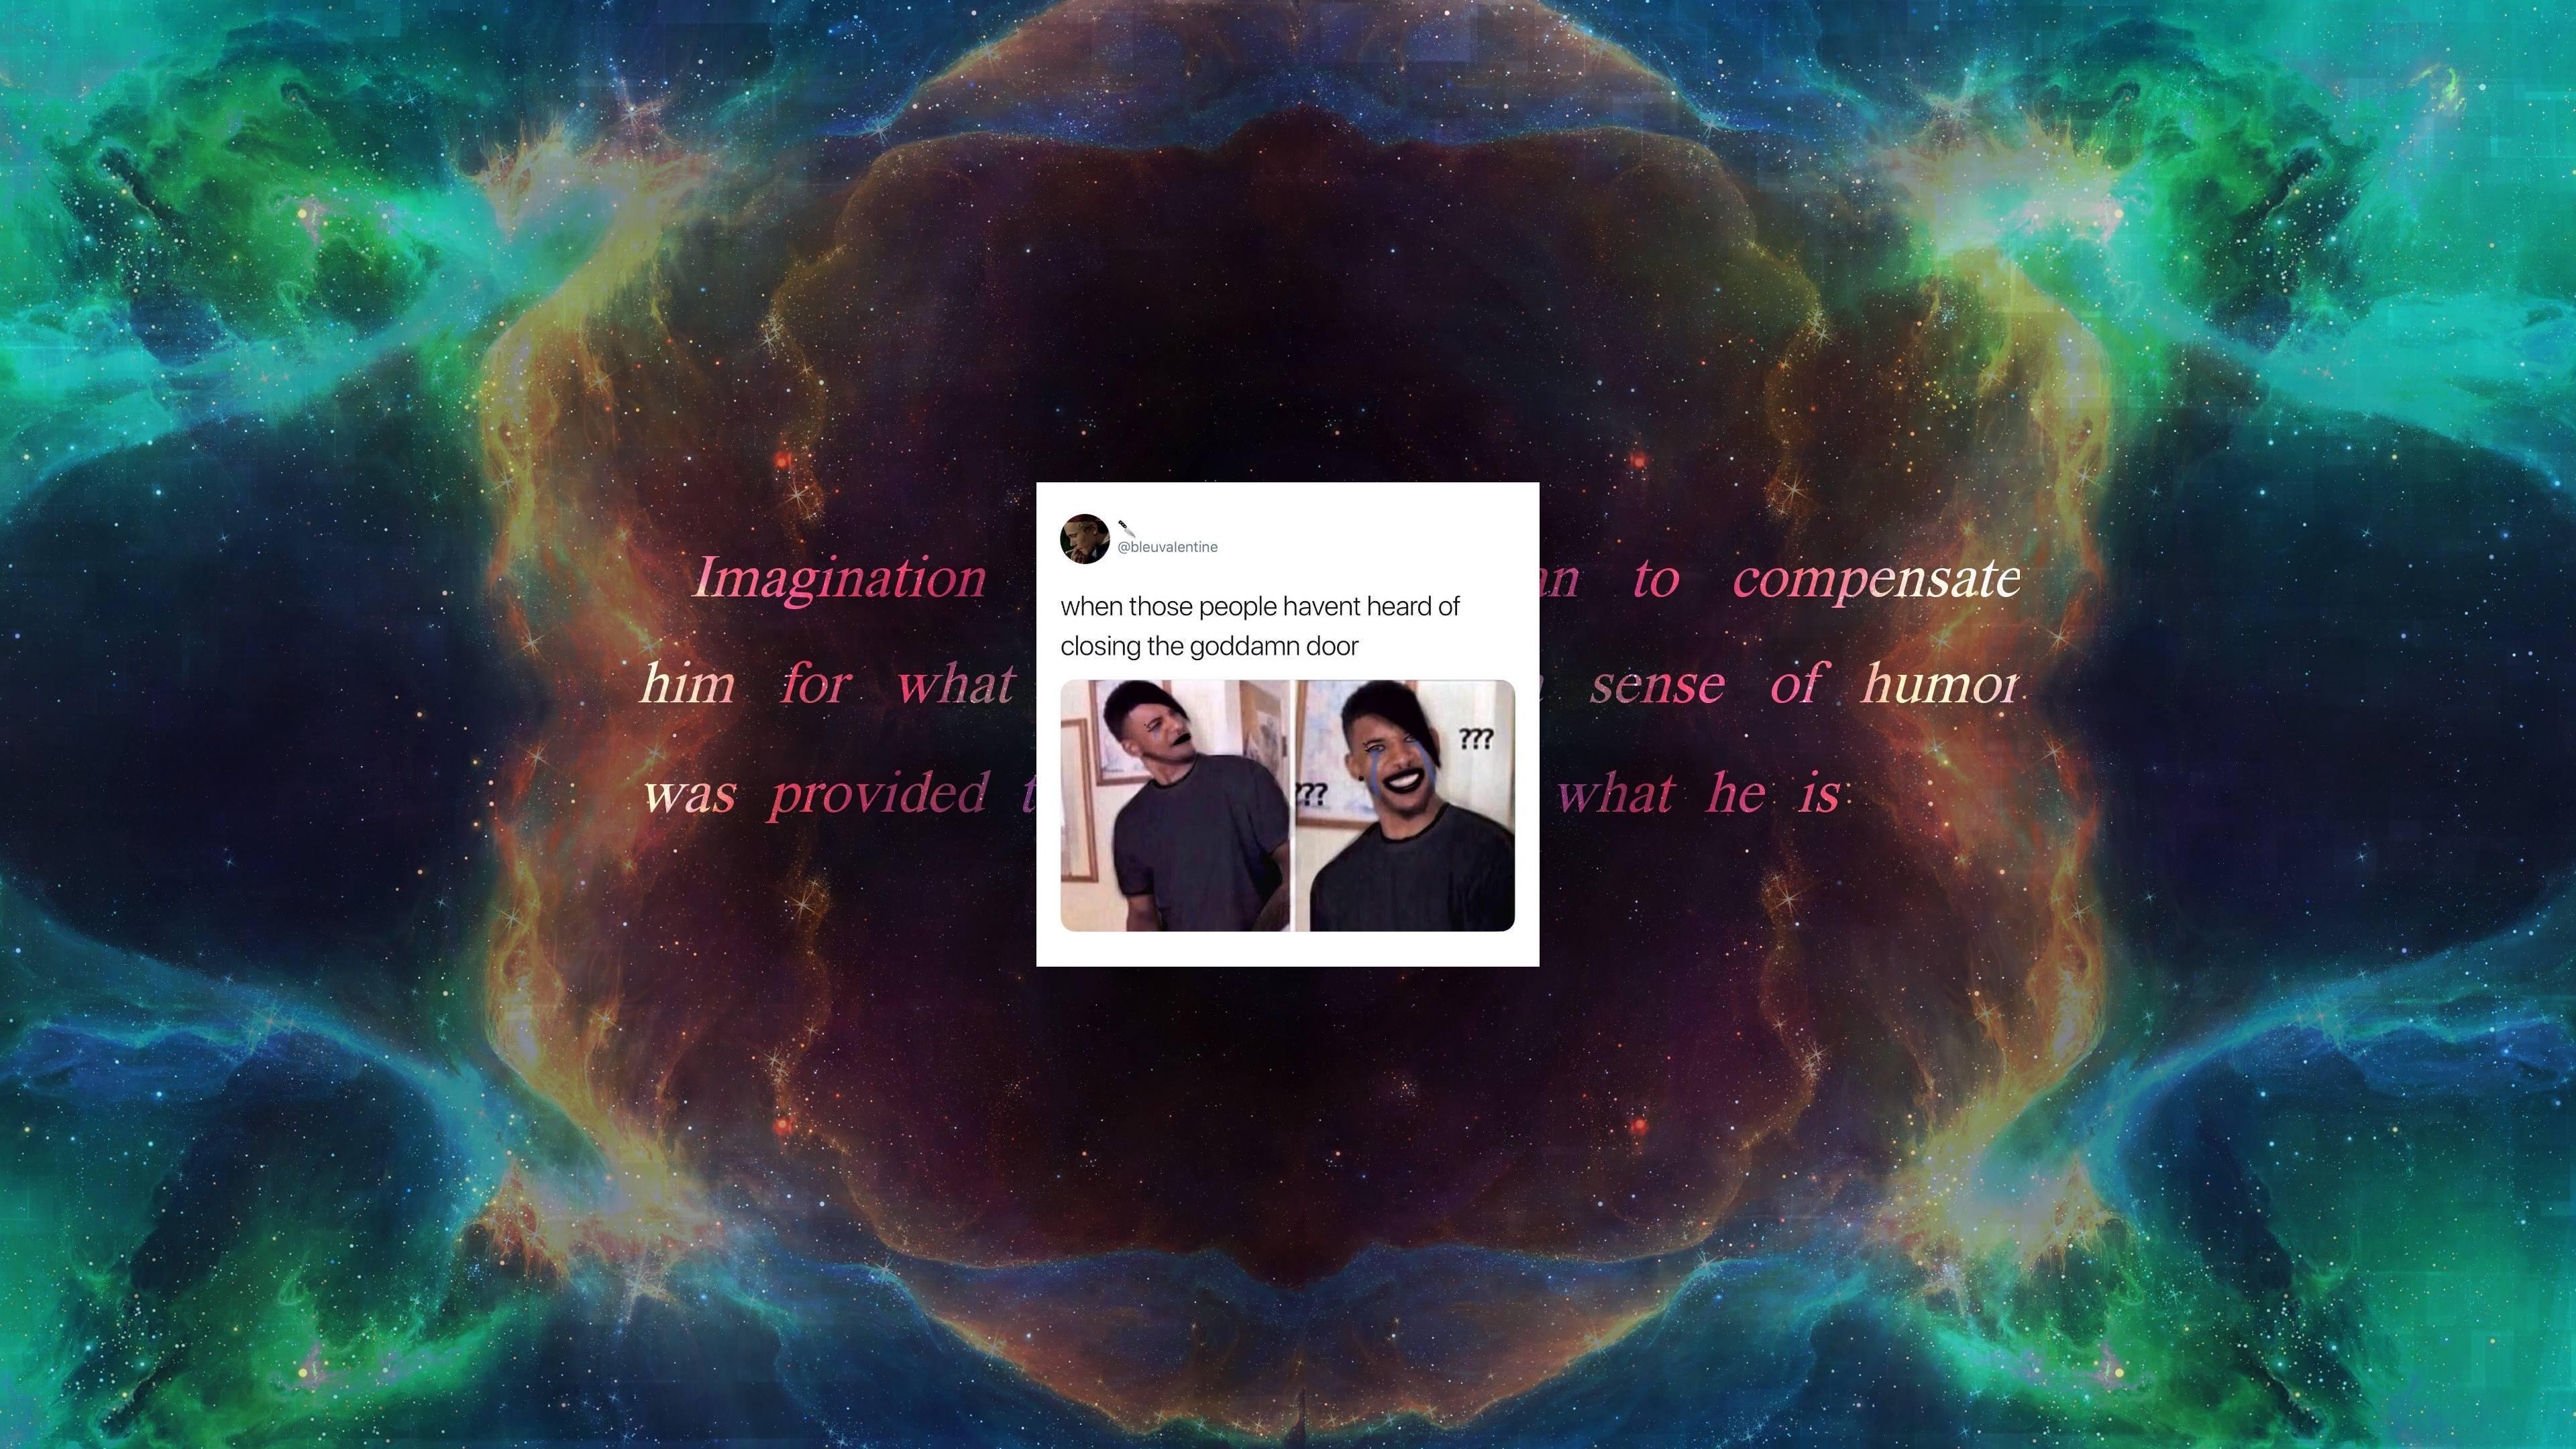 @bleuvalentine
when those people havent heard of
closing the goddamn door
???
???
Imagination to compensate
him for what sense of humor
was provided what he is